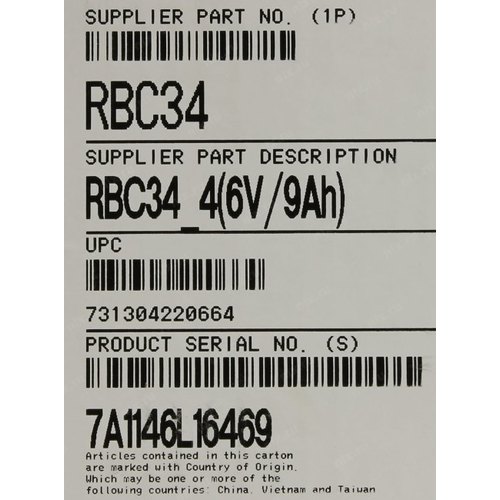 SUPPLIER PART NO. (1P)
RBC34
SUPPLIER PART DESCRIPTION
RBC34_4(6V/9Ah)
UPC
731304220664
PRODUCT SERIAL NO. (S)
7A1146L16469
Articles contained in this carton
are marked with Country of Origin.
Which may be one or more of the
following countries: China, Vietnam and Taiwan